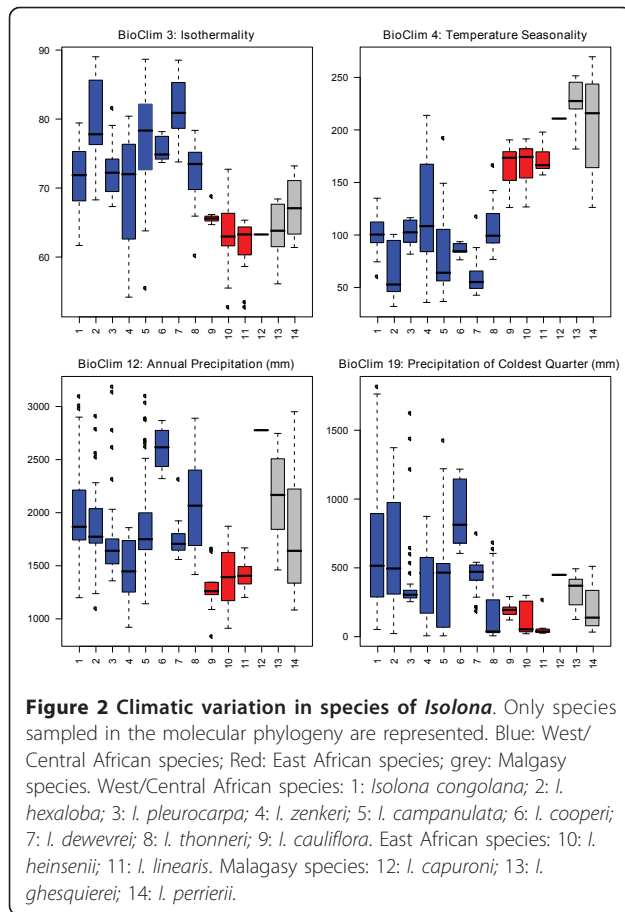 BioClim 3: Isothermality
90
80
70
60
1 2 3 4 5 6 7 8 9 10 11 12 13 14
BioClim 4: Temperature Seasonality
250
200
150
100
50
1 2 3 4 5 6 7 8 9 10 11 12 13 14
BioClim 12: Annual Precipitation (mm)
3000
2500
2000
1500
1000
1 2 3 4 5 6 7 8 9 10 11 12 13 14
BioClim 19: Precipitation of Coldest Quarter (mm)
1500
1000
500
0
1 2 3 4 5 6 7 8 9 10 11 12 13 14
Figure 2 Climatic variation in species of Isolona. Only species
sampled in the molecular phylogeny are represented. Blue: West/
Central African species; Red: East African species; grey: Malgasy
species. West/Central African species: 1: Isolona congolana; 2: I.
hexaloba; 3: I. pleurocarpa; 4: I. zenkeri; 5: I. campanulata; 6: I. cooperi;
7: I. dewevrei; 8: I. thonneri; 9: I. cauliflora. East African species: 10: I.
heinsenii; 11: I. linearis. Malagasy species: 12: I. capuroni; 13: I.
ghesquierei; 14: I. perrierii.